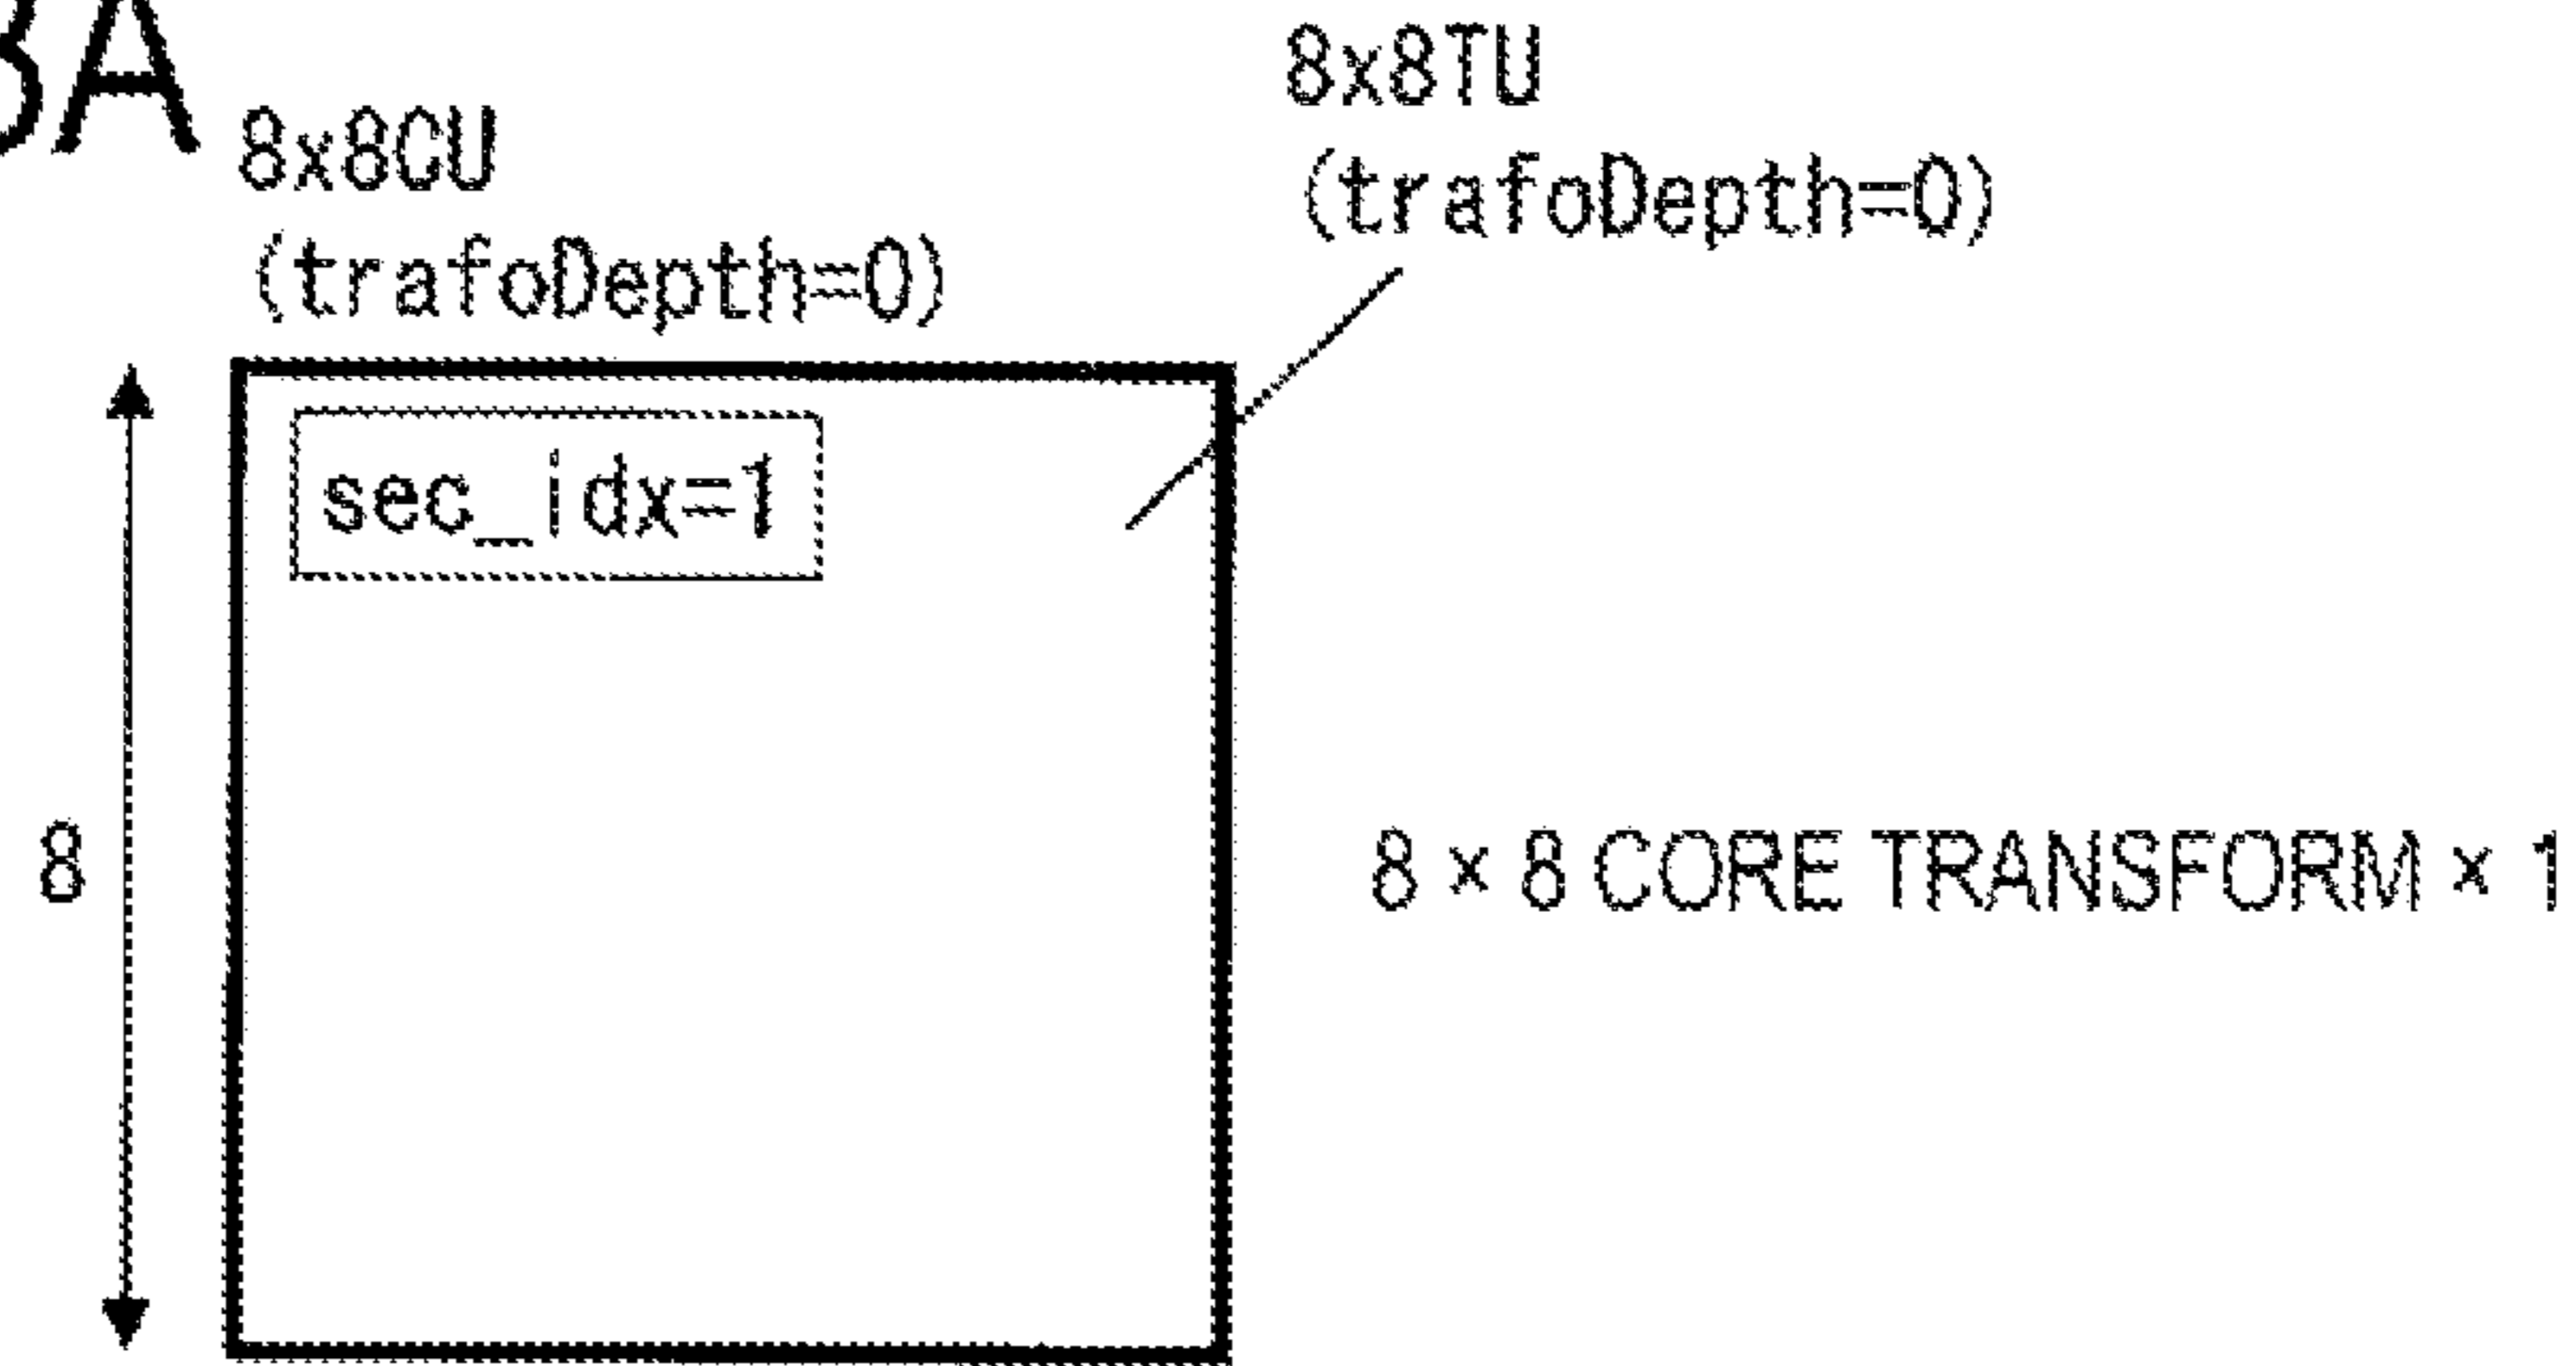 3A
8x8CU
(trafoDepth=0)
8x8TU
(trafoDepth=0)
sec_idx=1
8
8 × 8 CORE TRANSFORM × 1